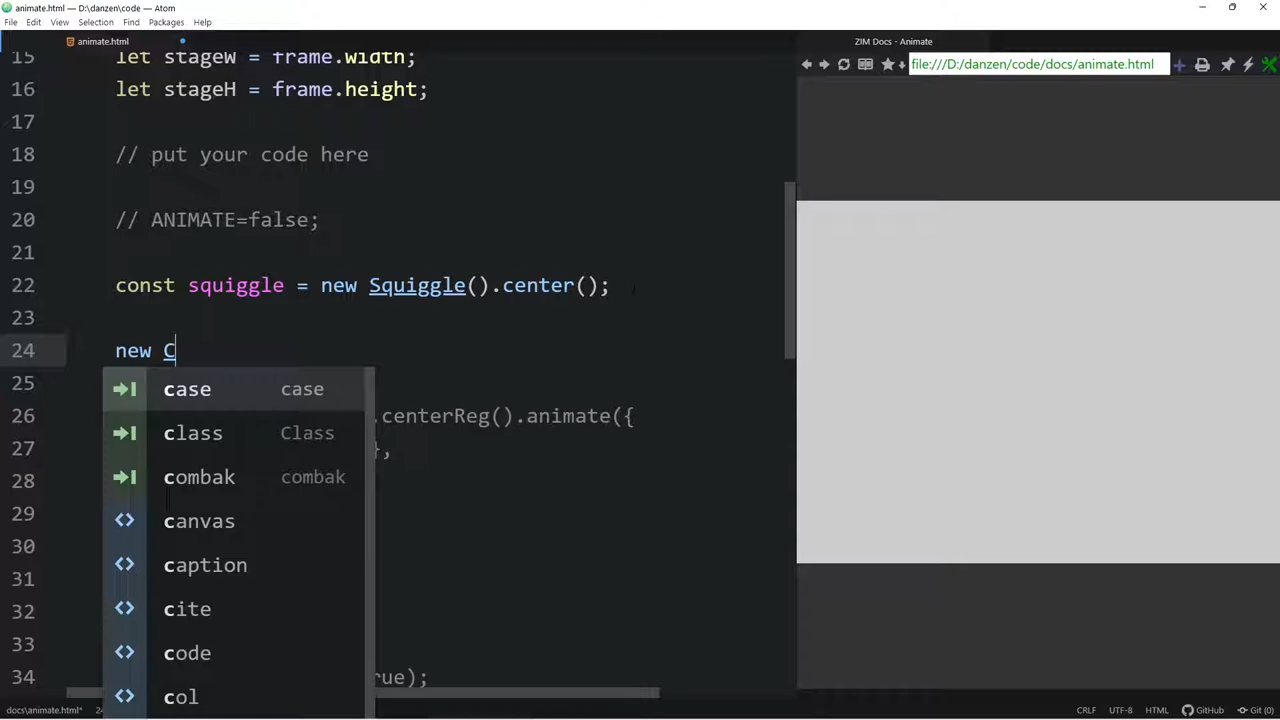 animate.html — D:\danzen\code — Atom
File Edit View Selection Find Packages Help
animate.html
ZIM Docs - Animate
file:///D:/danzen/code/docs/animate.html
15 let stageW = frame.width;
16 let stageH = frame.height;
17
18 // put your code here
19
20 // ANIMATE=false;
21
22 const squiggle = new Squiggle().center();
23
24 new C
25
26 .centerReg().animate({
27 },
28
29
30
31
32
33
34 rue);
case case
class Class
combak combak
canvas
caption
cite
code
col
docs\animate.html* 24
CRLF UTF-8 HTML GitHub Git (0)